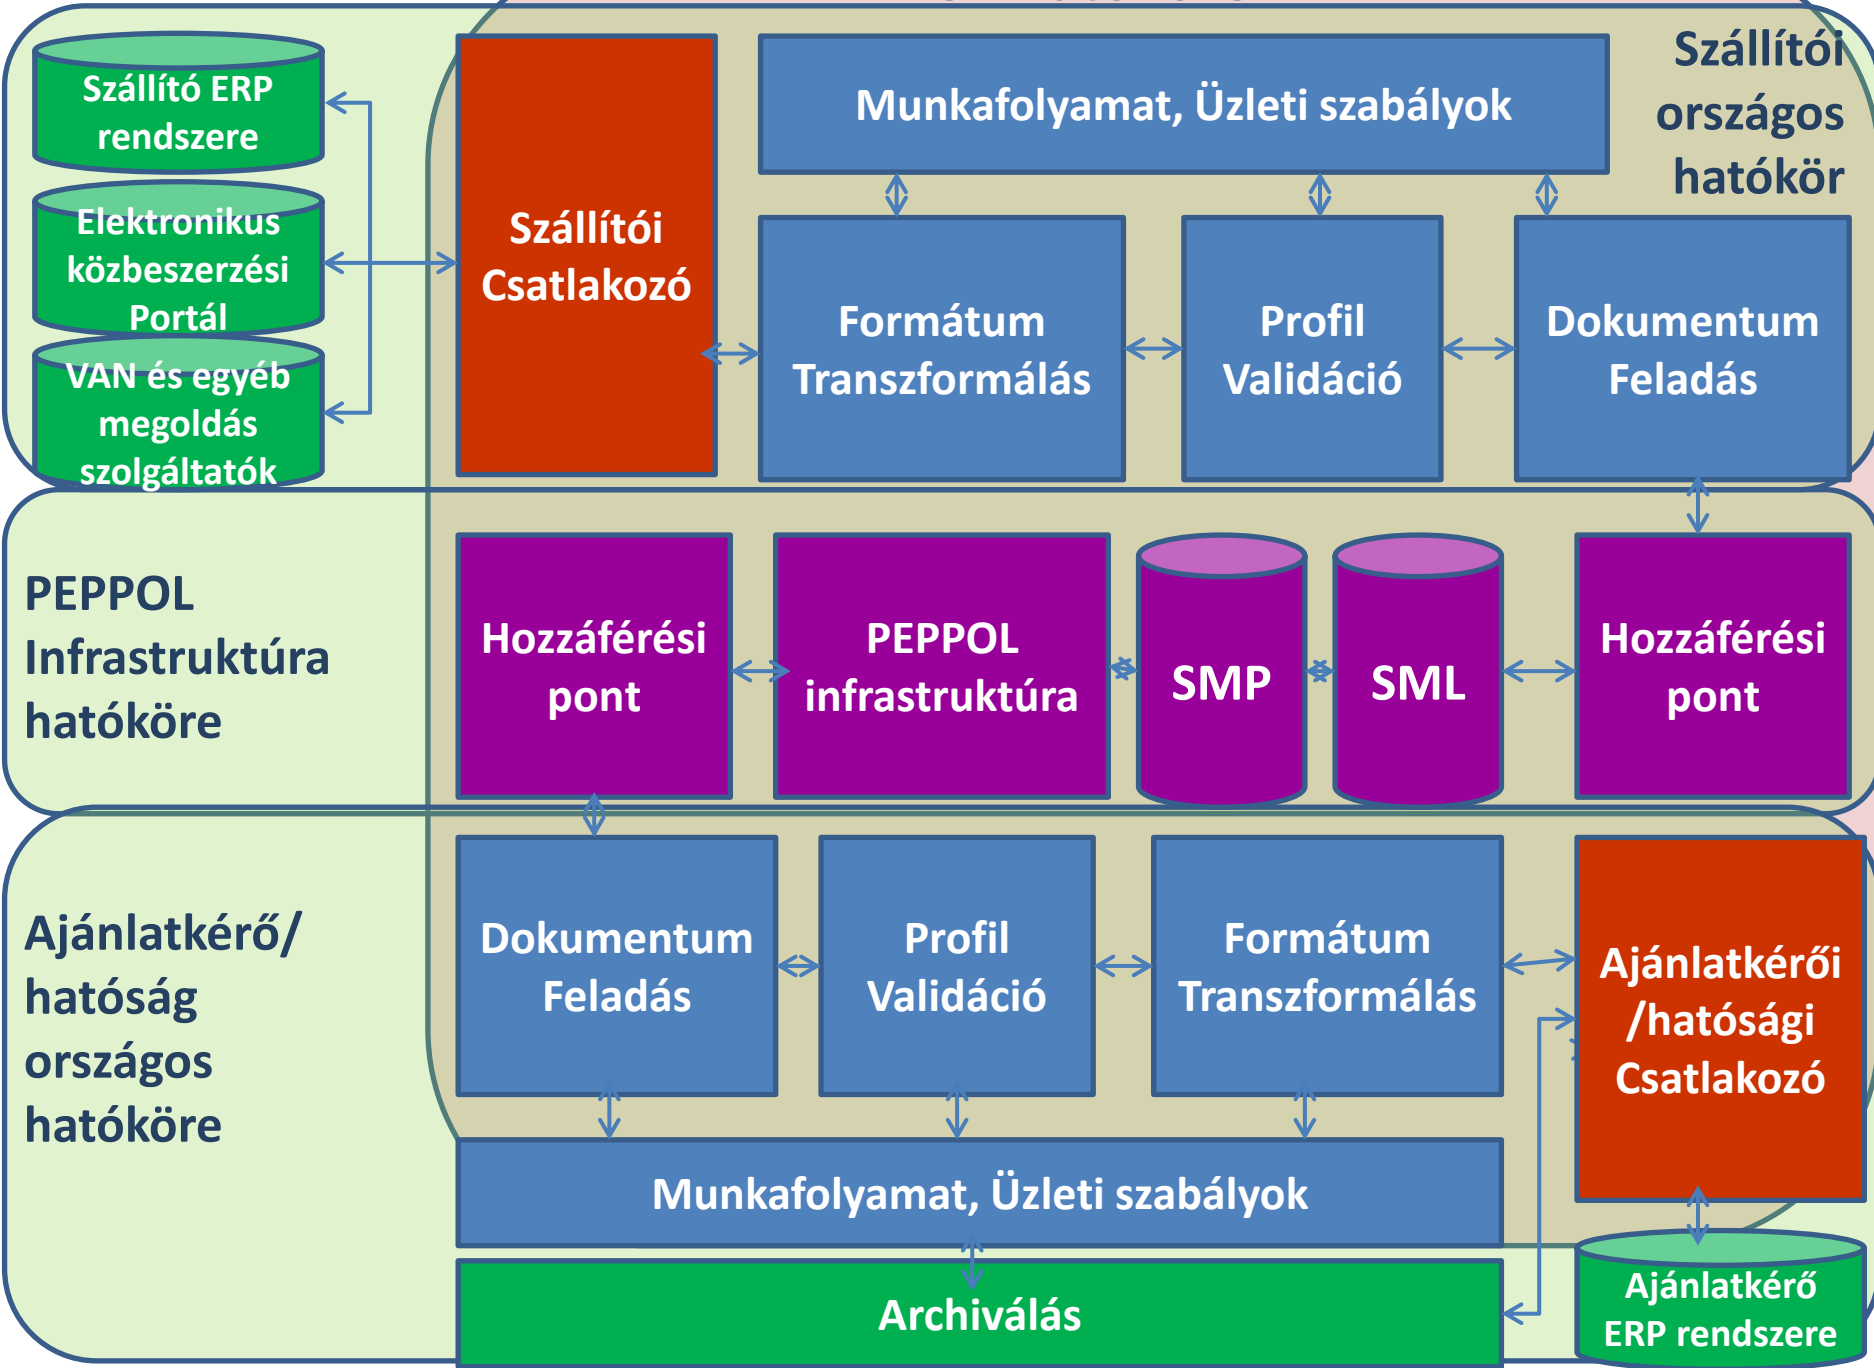 Szállító ERP
rendszere
Elektronikus
közbeszerzési
Portál
VAN és egyéb
megoldás
szolgáltatók
Szállítói
Csatlakozó
Munkafolyamat, Üzleti szabályok
Szállítói
országos
hatókör
Formátum
Transzformálás
Profil
Validáció
Dokumentum
Feladás
PEPPOL
Infrastruktúra
hatóköre
Hozzáférési
pont
PEPPOL
infrastruktúra
SMP
SML
Hozzáférési
pont
Ajánlatkérő/
hatóság
országos
hatóköre
Dokumentum
Feladás
Profil
Validáció
Formátum
Transzformálás
Ajánlatkérői
/hatósági
Csatlakozó
Munkafolyamat, Üzleti szabályok
Archiválás
Ajánlatkérő
ERP rendszere